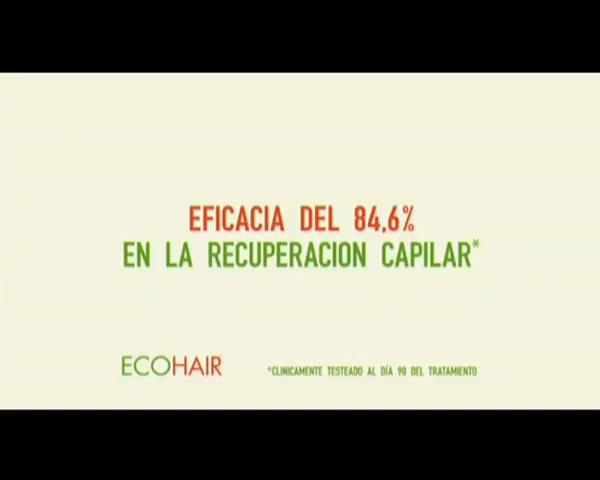 EFICACIA DEL 84,6%
EN LA RECUPERACION CAPILAR*
ECOHAIR
*CLINICAMENTE TESTEADO AL DÍA 90 DEL TRATAMIENTO